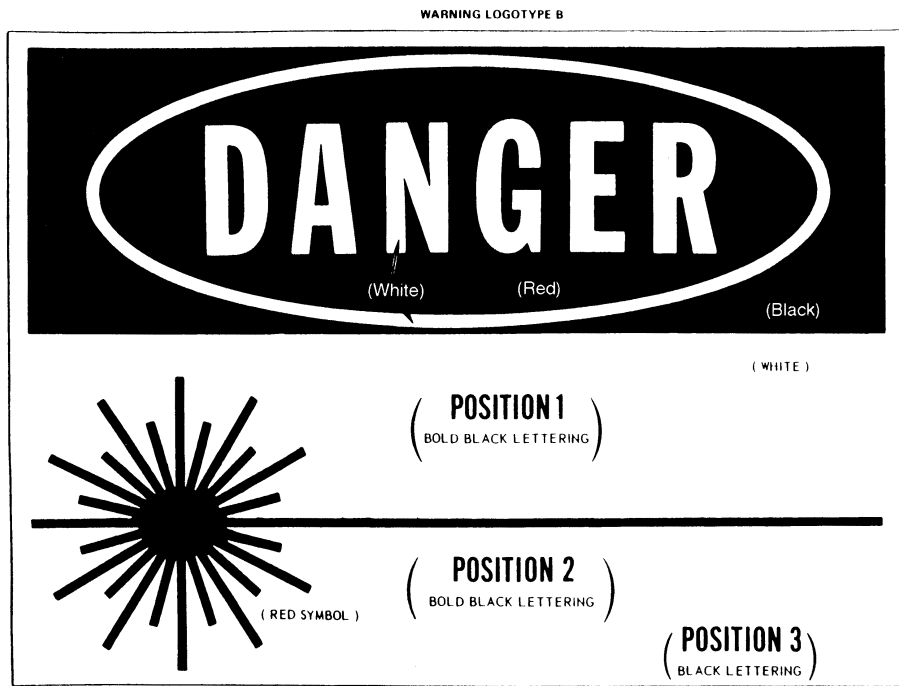 WARNING LOGOTYPE B
DANGER
(White)
(Red)
(Black)
( WHITE )
( POSITION 1
BOLD BLACK LETTERING )
( POSITION 2
BOLD BLACK LETTERING )
( RED SYMBOL )
( POSITION 3
BLACK LETTERING )